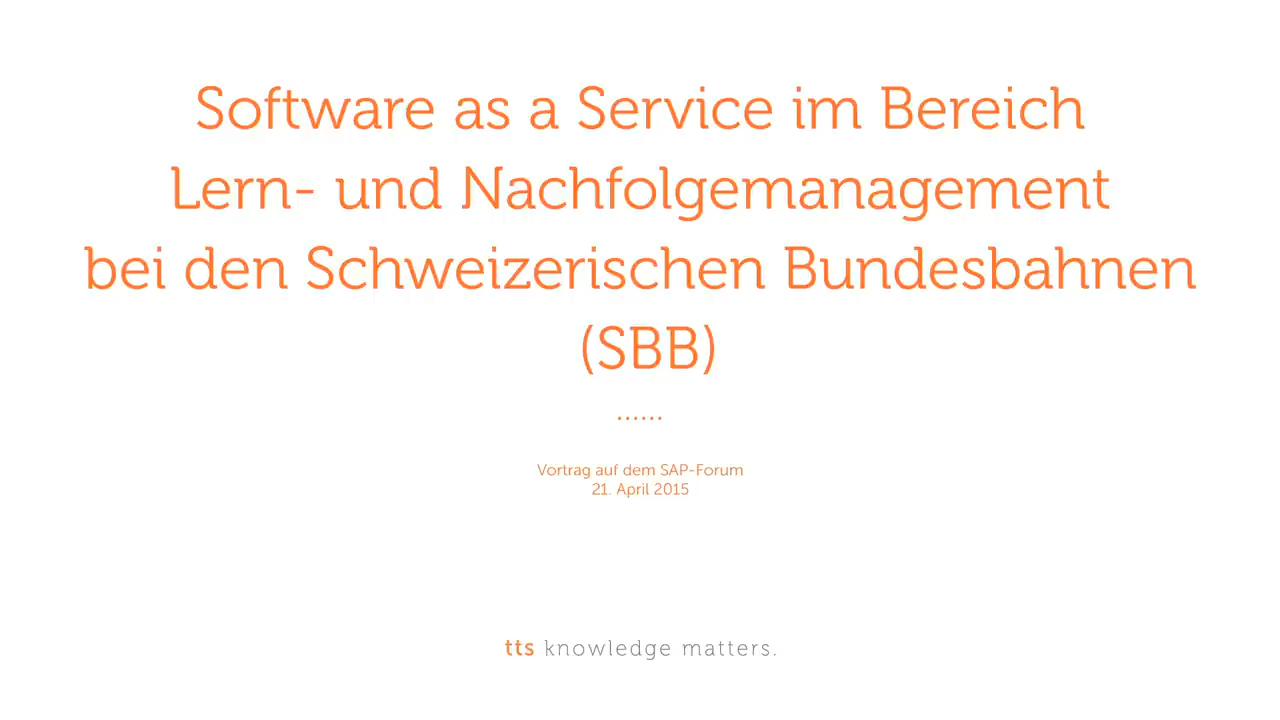 Software as a Service im Bereich
Lern- und Nachfolgemanagement
bei den Schweizerischen Bundesbahnen
(SBB)
......
Vortrag auf dem SAP-Forum
21. April 2015
tts knowledge matters.